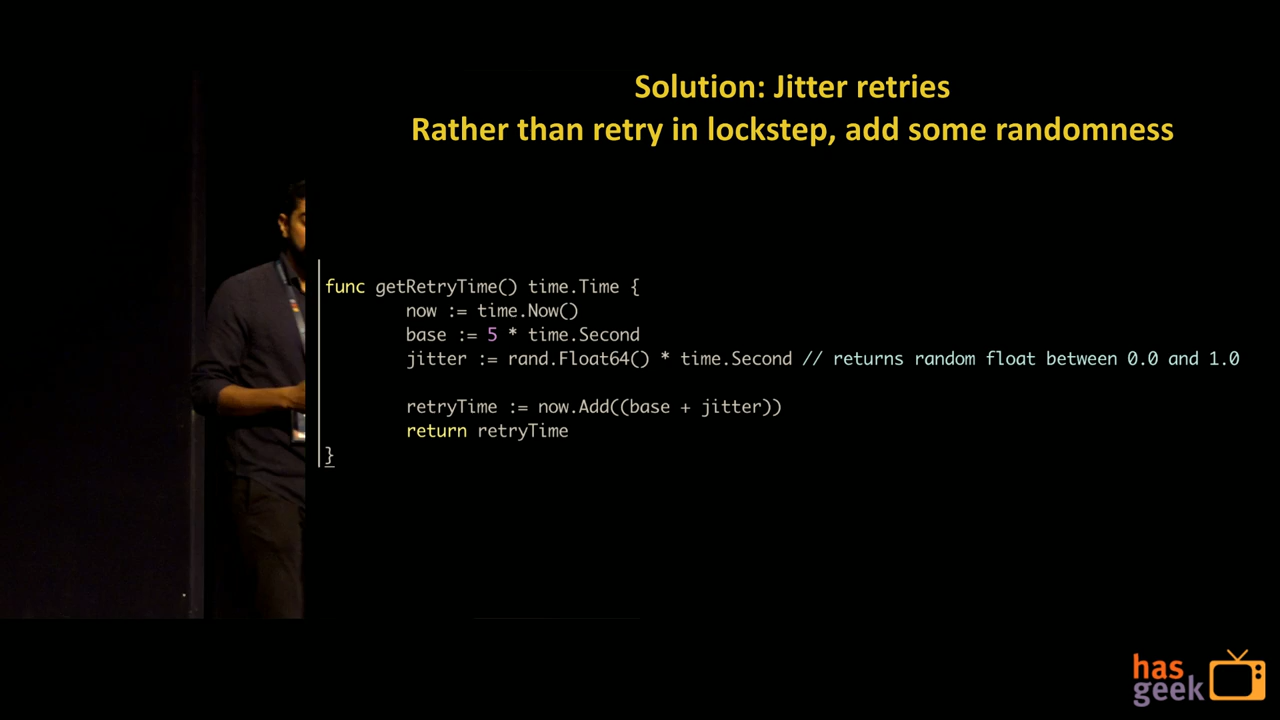 Solution: Jitter retries
Rather than retry in lockstep, add some randomness
func getRetryTime() time.Time {
now := time.Now()
base := 5 * time.Second
jitter := rand.Float64() * time.Second // returns random float between 0.0 and 1.0
retryTime := now.Add((base + jitter))
return retryTime
}
has
geek